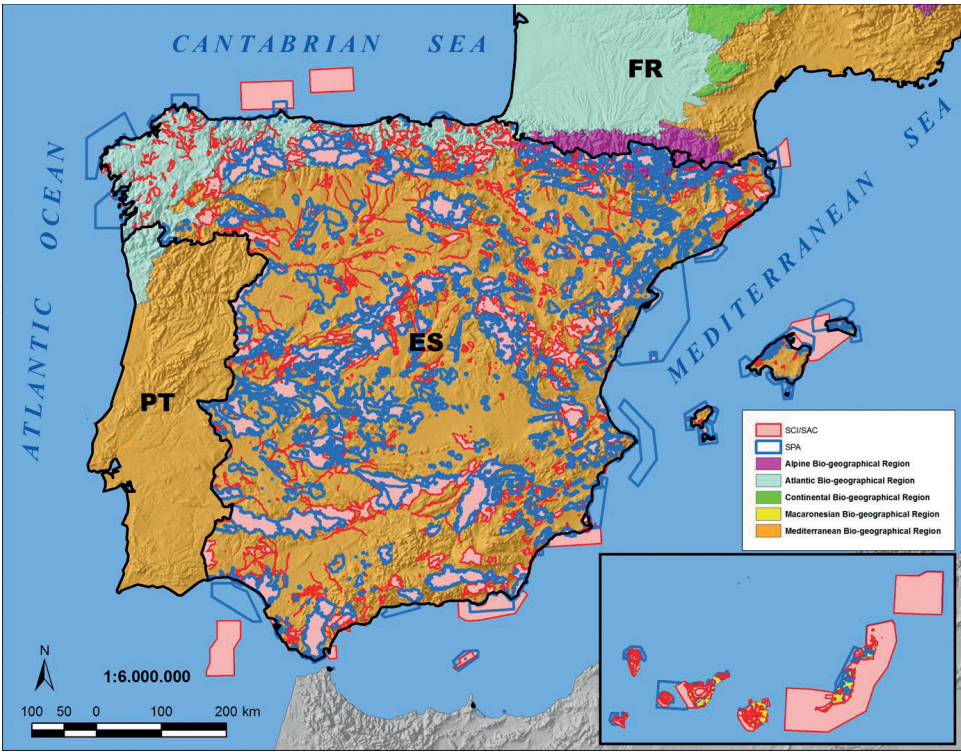 CANTABRIAN SEA
FR
ATLANTIC OCEAN
MEDITERRANEAN SEA
ES
PT
SCI/SAC
SPA
Alpine Bio-geographical Region
Atlantic Bio-geographical Region
Continental Bio-geographical Region
Macaronesian Bio-geographical Region
Mediterranean Bio-geographical Region
N
1:6.000.000
100 50 0 100 200 km